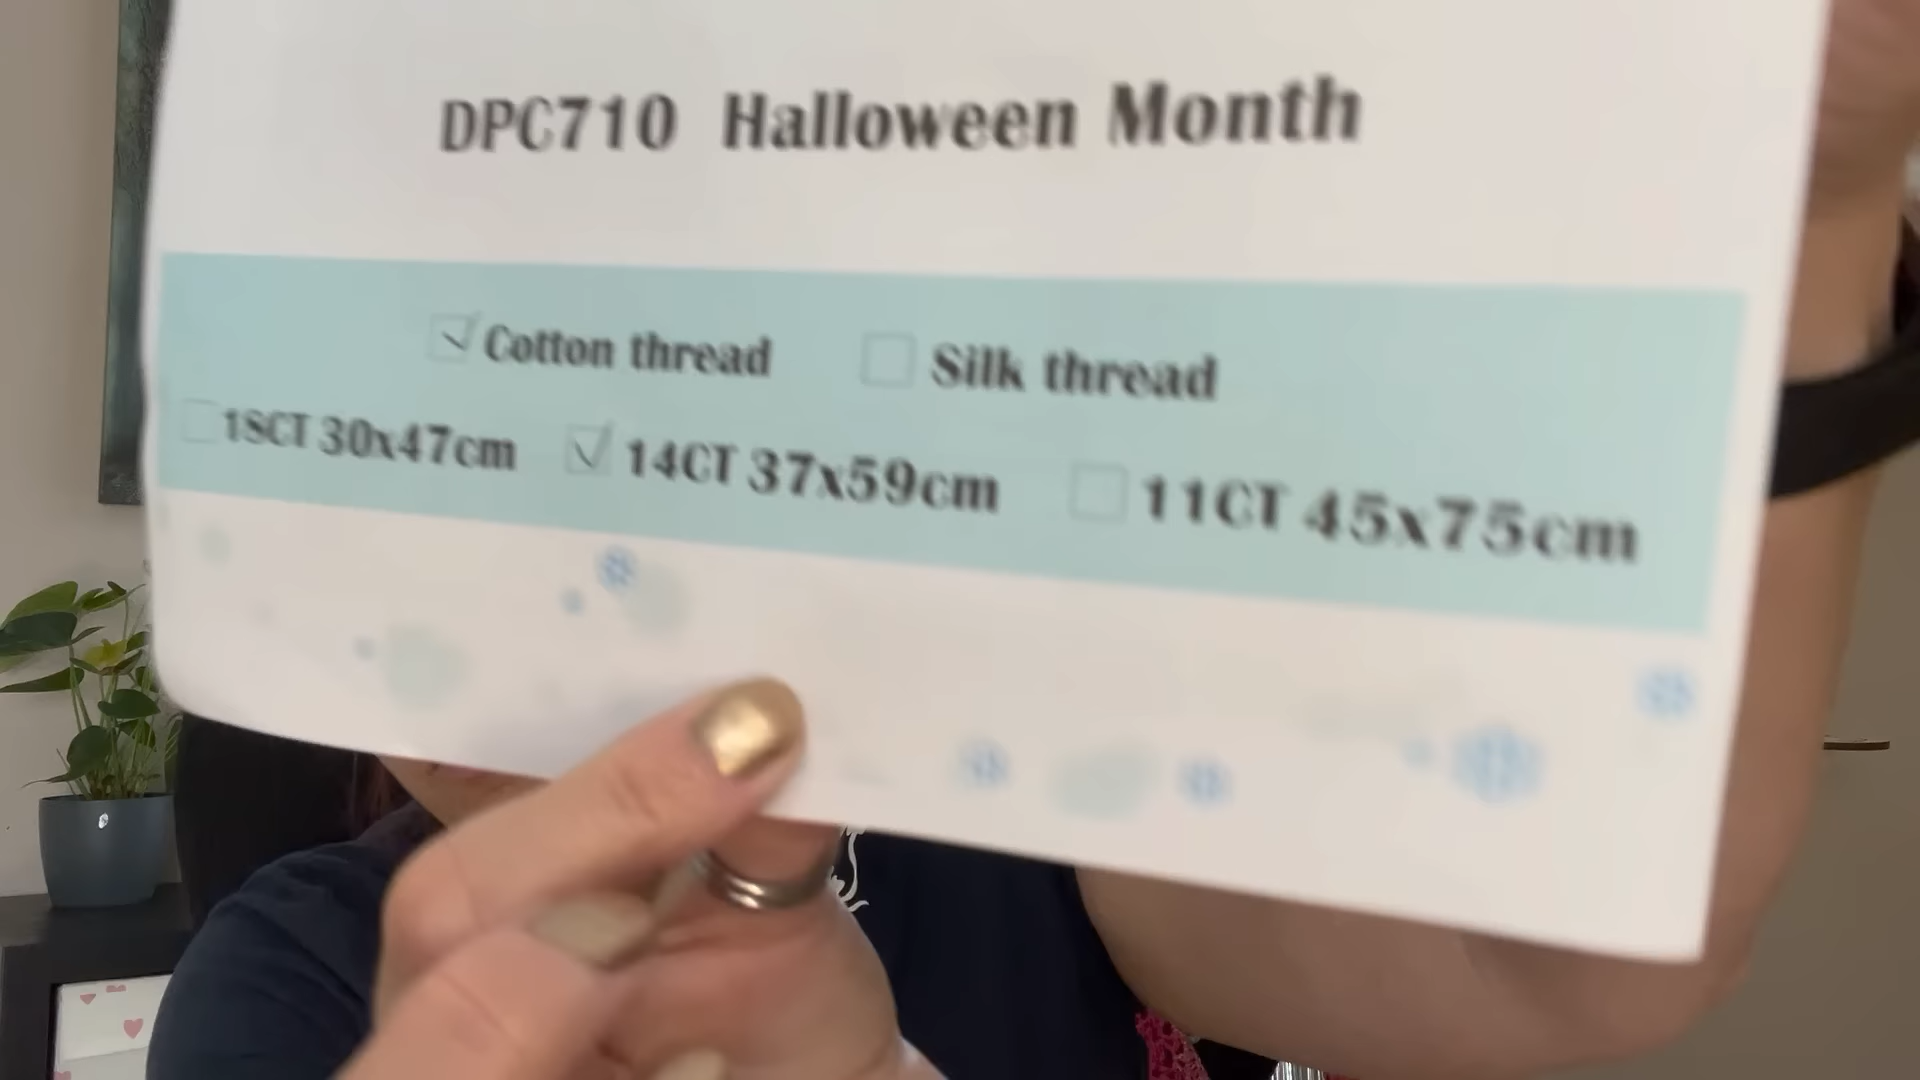 DPC710 Halloween Month
Cotton thread Silk thread
18CT 30x47cm 14CT 37x59cm 11CT 45x75cm